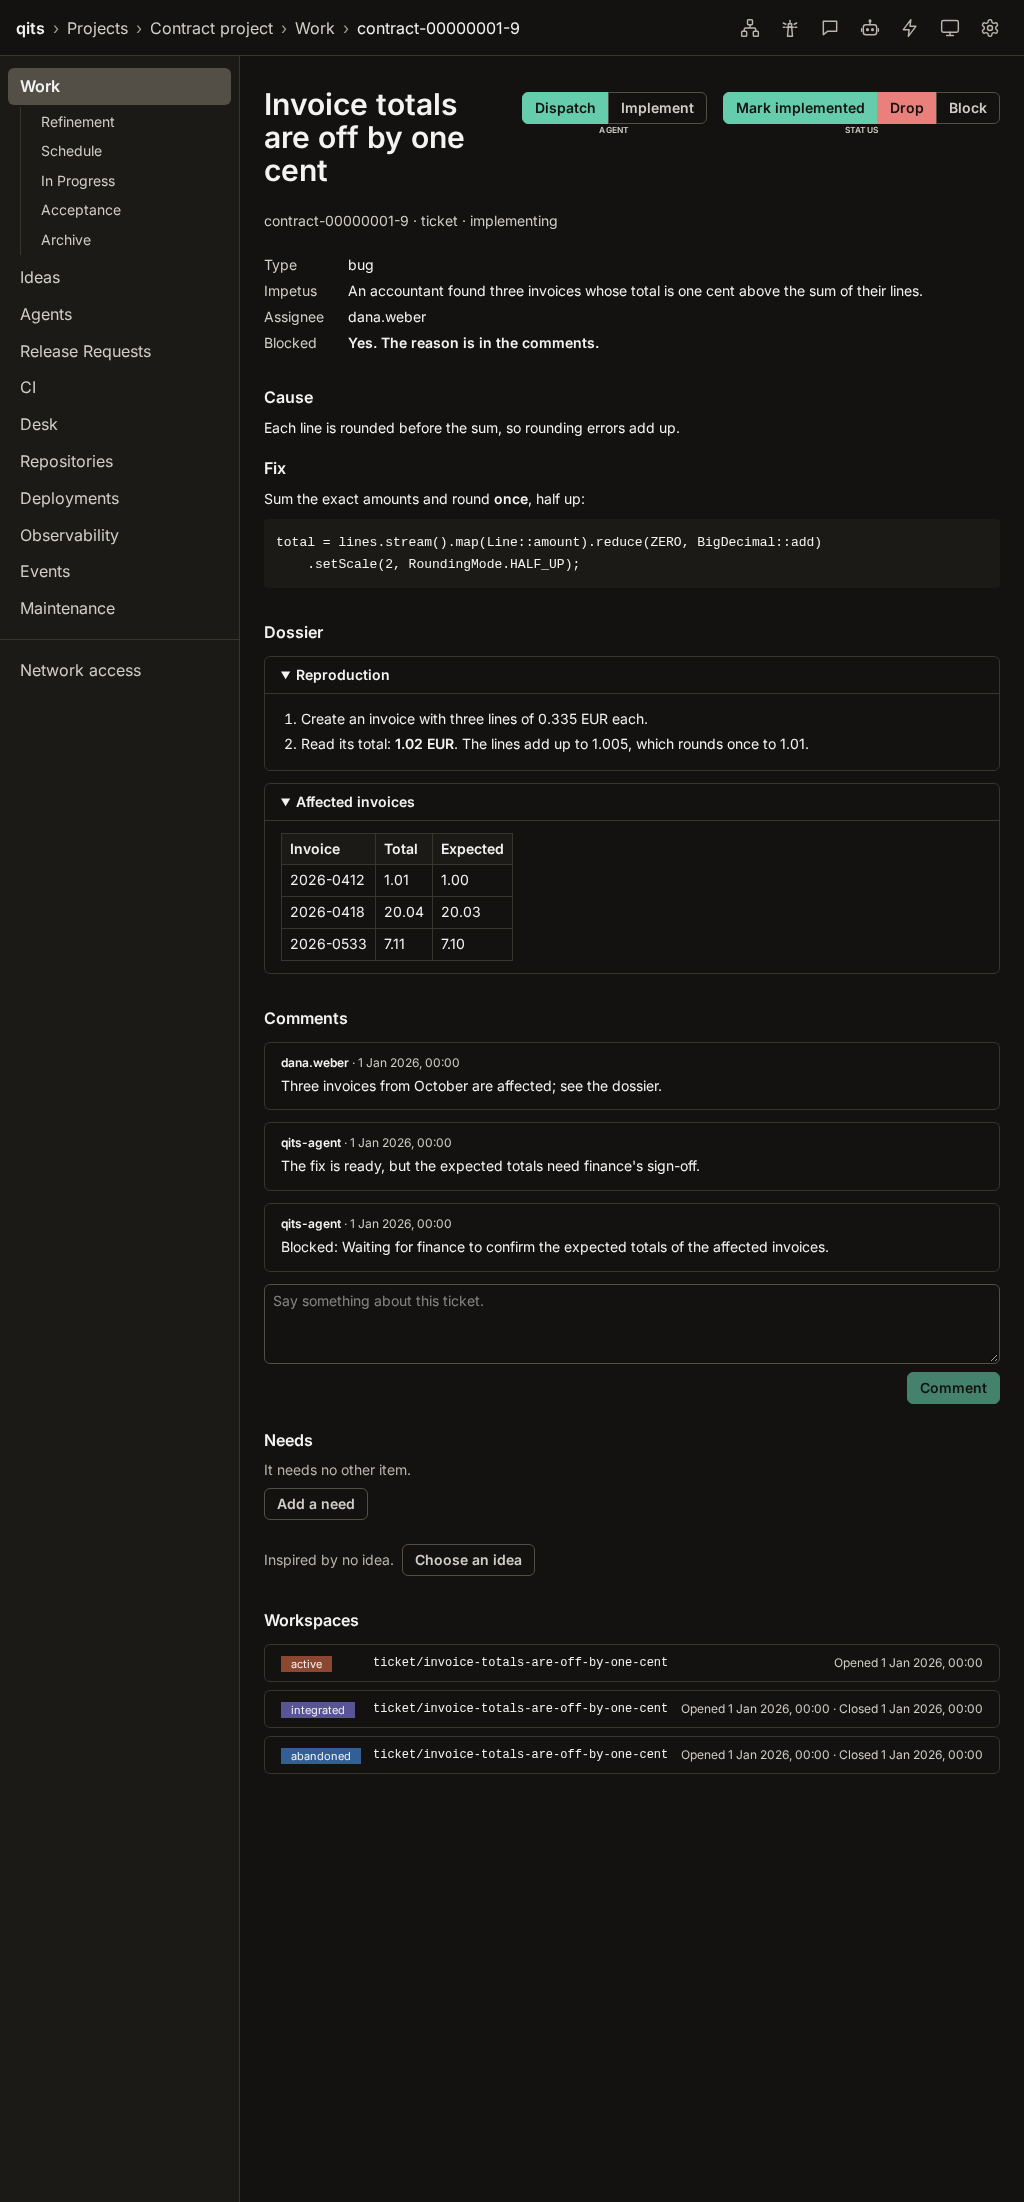 qits › Projects › Contract project › Work › contract-00000001-9
Work
Refinement
Schedule
In Progress
Acceptance
Archive
Ideas
Agents
Release Requests
CI
Desk
Repositories
Deployments
Observability
Events
Maintenance
Network access
Invoice totals
are off by one
cent
Dispatch Implement
AGENT
Mark implemented Drop Block
STATUS
contract-00000001-9 · ticket · implementing
Type bug
Impetus An accountant found three invoices whose total is one cent above the sum of their lines.
Assignee dana.weber
Blocked Yes. The reason is in the comments.
Cause
Each line is rounded before the sum, so rounding errors add up.
Fix
Sum the exact amounts and round once, half up:
total = lines.stream().map(Line::amount).reduce(ZERO, BigDecimal::add)
    .setScale(2, RoundingMode.HALF_UP);
Dossier
▼ Reproduction
1. Create an invoice with three lines of 0.335 EUR each.
2. Read its total: 1.02 EUR. The lines add up to 1.005, which rounds once to 1.01.
▼ Affected invoices
Invoice Total Expected
2026-0412 1.01 1.00
2026-0418 20.04 20.03
2026-0533 7.11 7.10
Comments
dana.weber · 1 Jan 2026, 00:00
Three invoices from October are affected; see the dossier.
qits-agent · 1 Jan 2026, 00:00
The fix is ready, but the expected totals need finance's sign-off.
qits-agent · 1 Jan 2026, 00:00
Blocked: Waiting for finance to confirm the expected totals of the affected invoices.
Say something about this ticket.
Comment
Needs
It needs no other item.
Add a need
Inspired by no idea. Choose an idea
Workspaces
active ticket/invoice-totals-are-off-by-one-cent Opened 1 Jan 2026, 00:00
integrated ticket/invoice-totals-are-off-by-one-cent Opened 1 Jan 2026, 00:00 · Closed 1 Jan 2026, 00:00
abandoned ticket/invoice-totals-are-off-by-one-cent Opened 1 Jan 2026, 00:00 · Closed 1 Jan 2026, 00:00